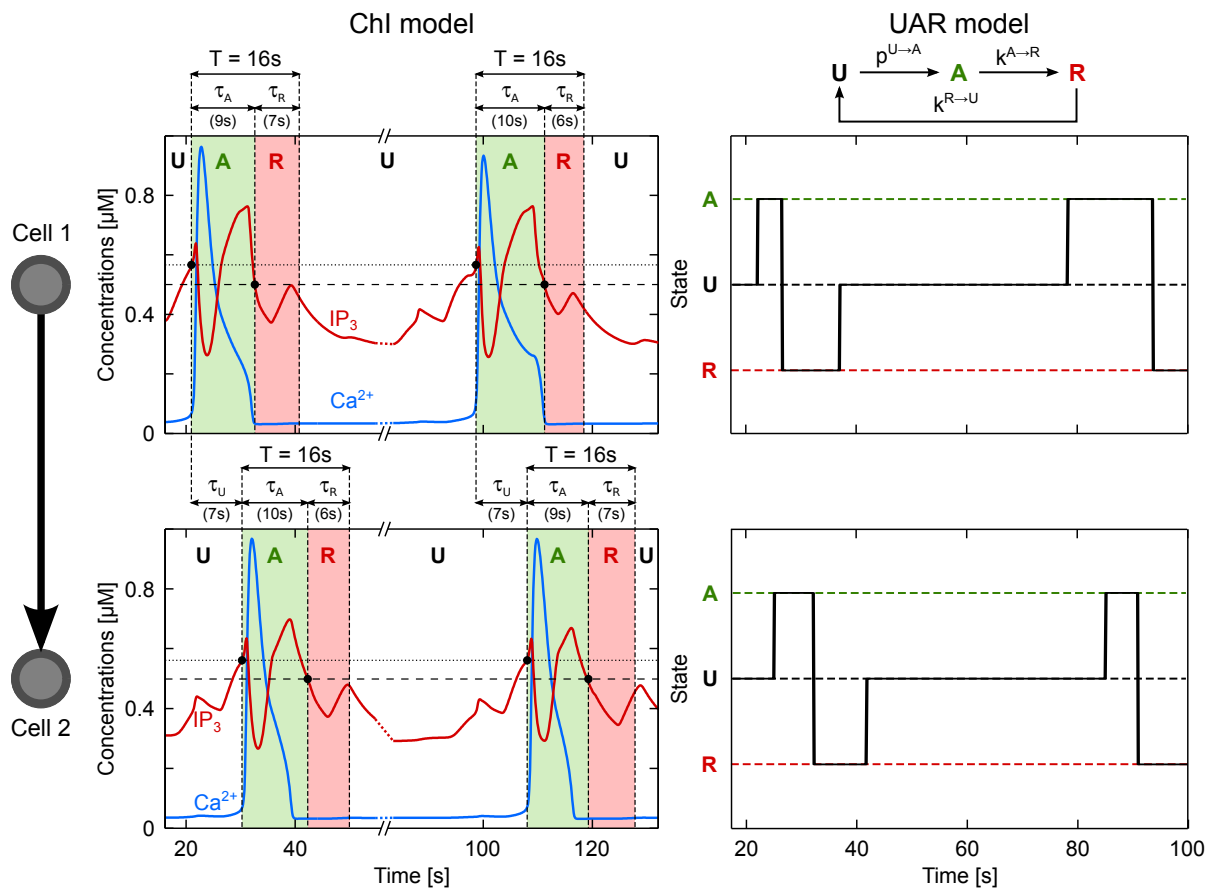 ChI model
UAR model
T = 16s
T = 16s
τA
τR
τA
τR
(9s)
(7s)
(10s)
(6s)
U
A
R
U
A
R
U
0.8
0.4
0
Concentrations [µM]
IP3
Ca2+
Cell 1
Cell 2
T = 16s
T = 16s
τU
τA
τR
τU
τA
τR
(7s)
(10s)
(6s)
(7s)
(9s)
(7s)
U
A
R
U
A
R
U
0.8
0.4
0
Concentrations [µM]
IP3
Ca2+
20
40
100
120
Time [s]
U
pU→A
A
kA→R
R
kR→U
A
U
R
State
A
U
R
State
20
40
60
80
100
Time [s]